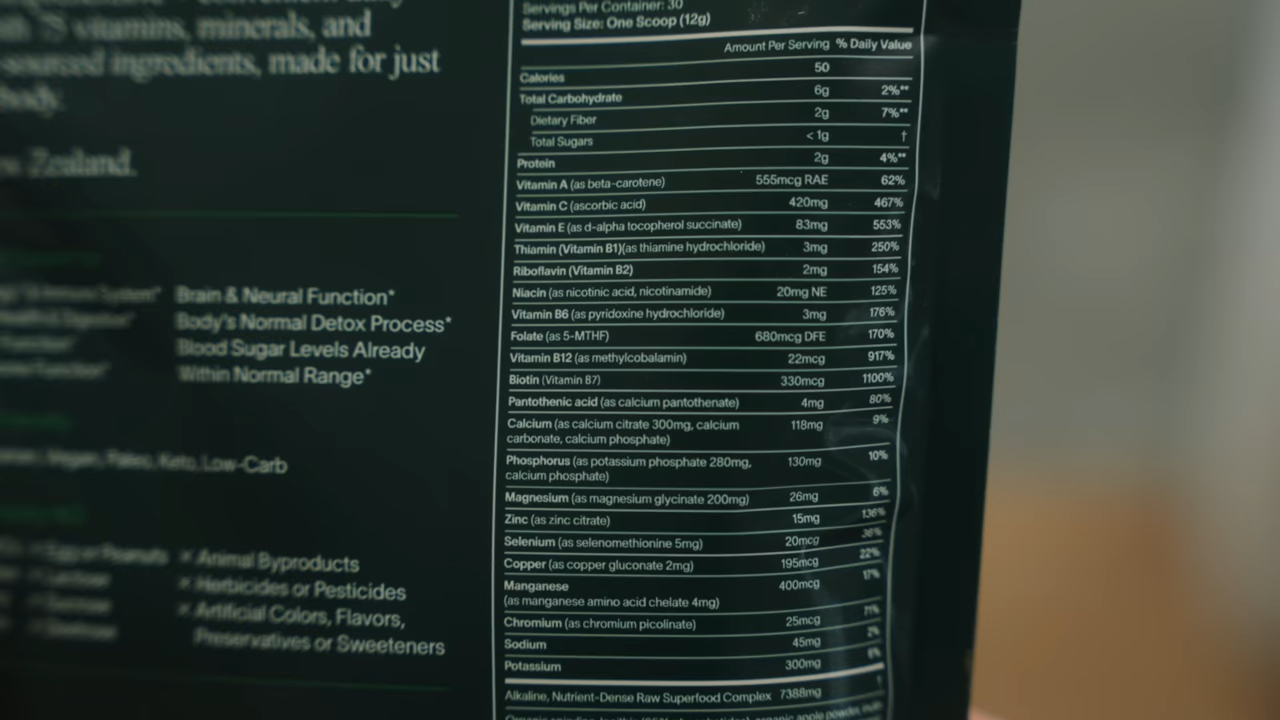 75 vitamins, minerals, and
sourced ingredients, made for just
body.
Zealand.
Brain & Neural Function*
Body's Normal Detox Process*
Blood Sugar Levels Already
Within Normal Range*
Vegan, Paleo, Keto, Low-Carb
Peanuts × Animal Byproducts
× Herbicides or Pesticides
× Artificial Colors, Flavors,
Preservatives or Sweeteners
Servings Per Container: 30
Serving Size: One Scoop (12g)
Amount Per Serving % Daily Value
Calories 50
Total Carbohydrate 6g 2%**
Dietary Fiber 2g 7%**
Total Sugars <1g †
Protein 2g 4%**
Vitamin A (as beta-carotene) 555mcg RAE 62%
Vitamin C (ascorbic acid) 420mg 467%
Vitamin E (as d-alpha tocopherol succinate) 83mg 553%
Thiamin (Vitamin B1)(as thiamine hydrochloride) 3mg 250%
Riboflavin (Vitamin B2) 2mg 154%
Niacin (as nicotinic acid, nicotinamide) 20mg NE 125%
Vitamin B6 (as pyridoxine hydrochloride) 3mg 176%
Folate (as 5-MTHF) 680mcg DFE 170%
Vitamin B12 (as methylcobalamin) 22mcg 917%
Biotin (Vitamin B7) 330mcg 1100%
Pantothenic acid (as calcium pantothenate) 4mg 80%
Calcium (as calcium citrate 300mg, calcium 118mg 9%
carbonate, calcium phosphate)
Phosphorus (as potassium phosphate 280mg, 130mg 10%
calcium phosphate)
Magnesium (as magnesium glycinate 200mg) 26mg 6%
Zinc (as zinc citrate) 15mg 136%
Selenium (as selenomethionine 5mg) 20mcg 36%
Copper (as copper gluconate 2mg) 195mcg 22%
Manganese 400mcg 17%
(as manganese amino acid chelate 4mg)
Chromium (as chromium picolinate) 25mcg 71%
Sodium 45mg 2%
Potassium 300mg 6%
Alkaline, Nutrient-Dense Raw Superfood Complex 7388mg †